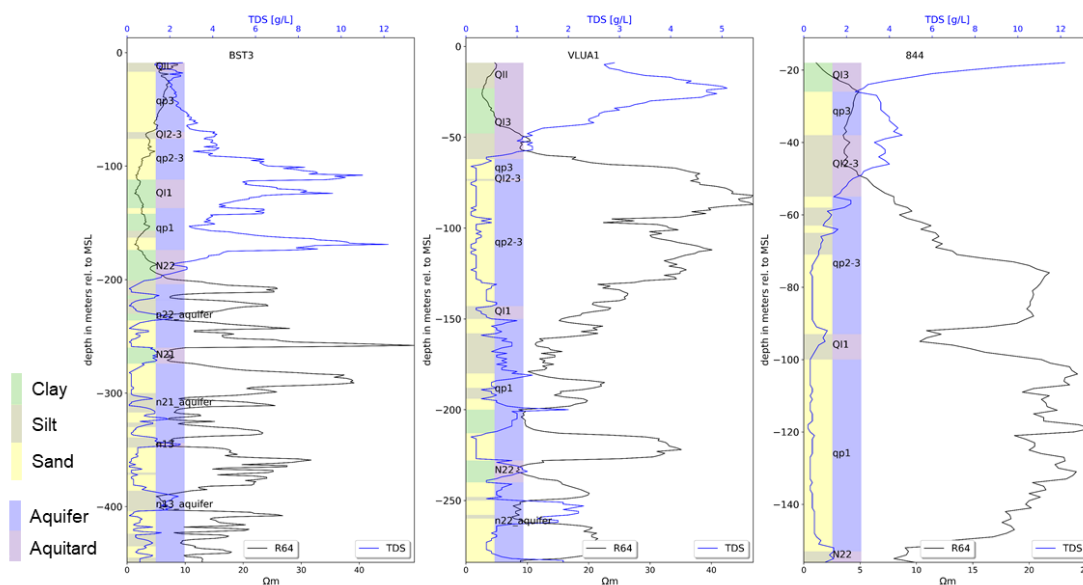 TDS [g/L]
0 2 4 6 8 10 12
BST3
depth in meters rel. to MSL
0
−100
−200
−300
−400
QII
qp3
QI2-3
qp2-3
QI1
qp1
N22
n22_aquifer
N21
n21_aquifer
n13
n13_aquifer
R64
TDS
0 10 20 30 40
Ωm
TDS [g/L]
0 1 2 3 4 5
VLUA1
depth in meters rel. to MSL
0
−50
−100
−150
−200
−250
QII
QI3
qp3
QI2-3
qp2-3
QI1
qp1
N22
n22_aquifer
R64
TDS
0 10 20 30 40
Ωm
TDS [g/L]
0 2 4 6 8 10 12
844
depth in meters rel. to MSL
−20
−40
−60
−80
−100
−120
−140
QI3
qp3
QI2-3
qp2-3
QI1
qp1
N22
R64
TDS
0 5 10 15 20
Ωm
Clay
Silt
Sand
Aquifer
Aquitard